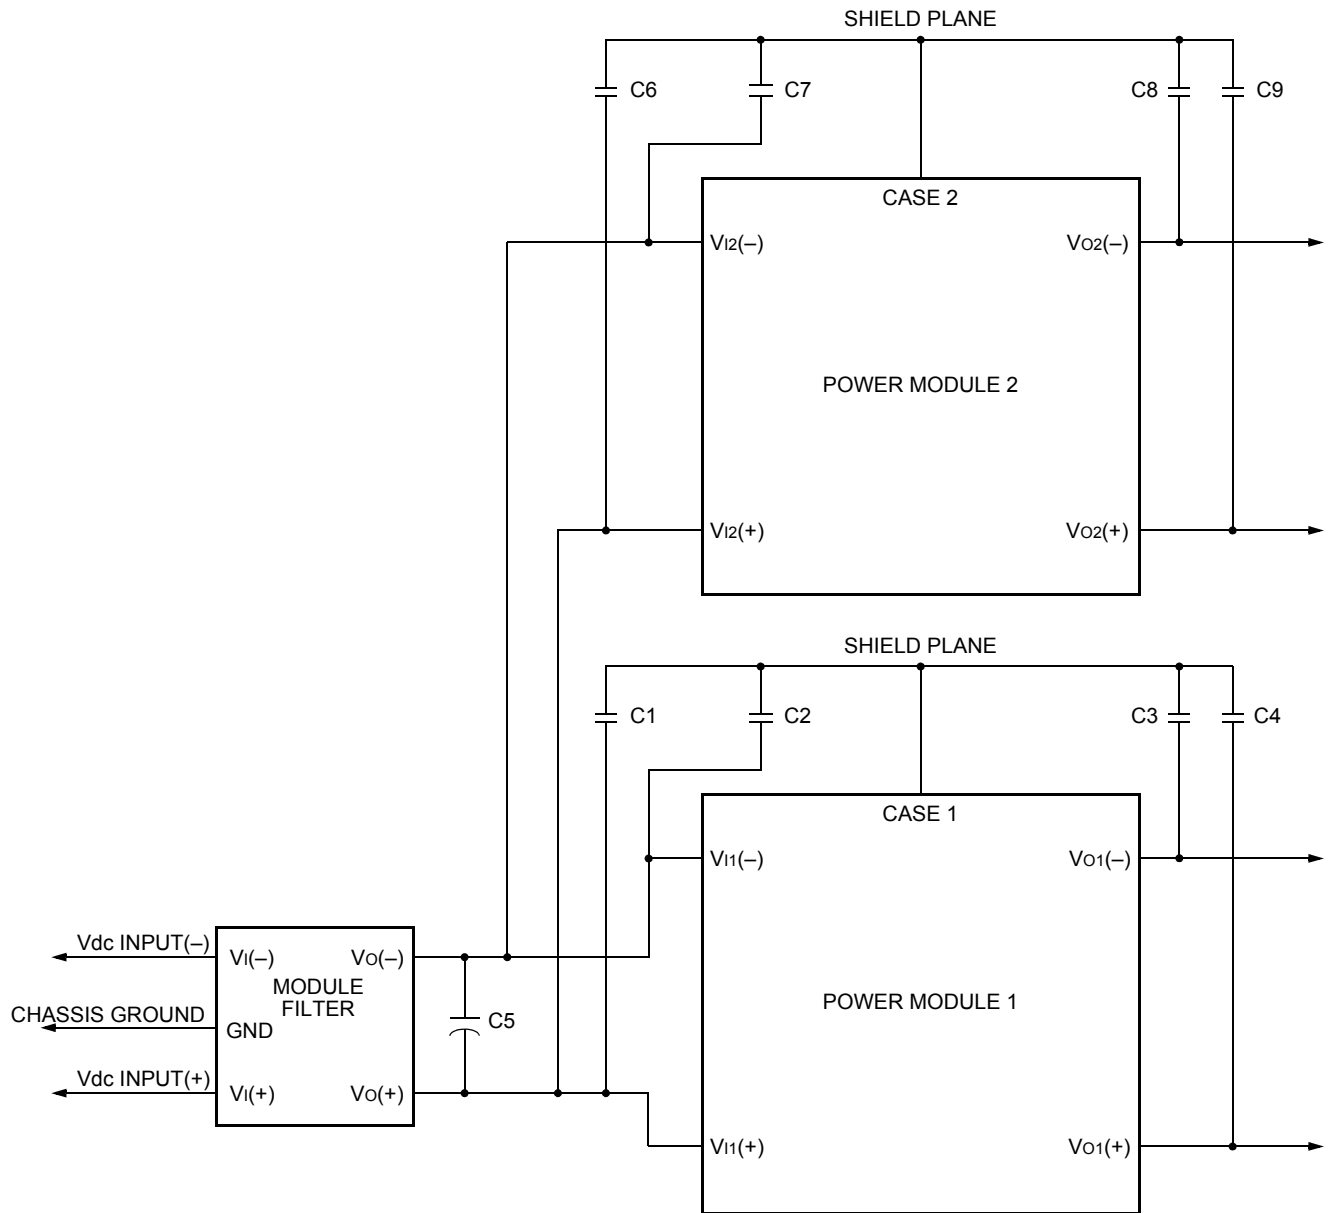 SHIELD PLANE
C6
C7
C8
C9
CASE 2
VI2(–)
VO2(–)
POWER MODULE 2
VI2(+)
VO2(+)
SHIELD PLANE
C1
C2
C3
C4
CASE 1
VI1(–)
VO1(–)
Vdc INPUT(–)
VI(–)
VO(–)
MODULE
FILTER
POWER MODULE 1
CHASSIS GROUND
GND
C5
Vdc INPUT(+)
VI(+)
VO(+)
VI1(+)
VO1(+)